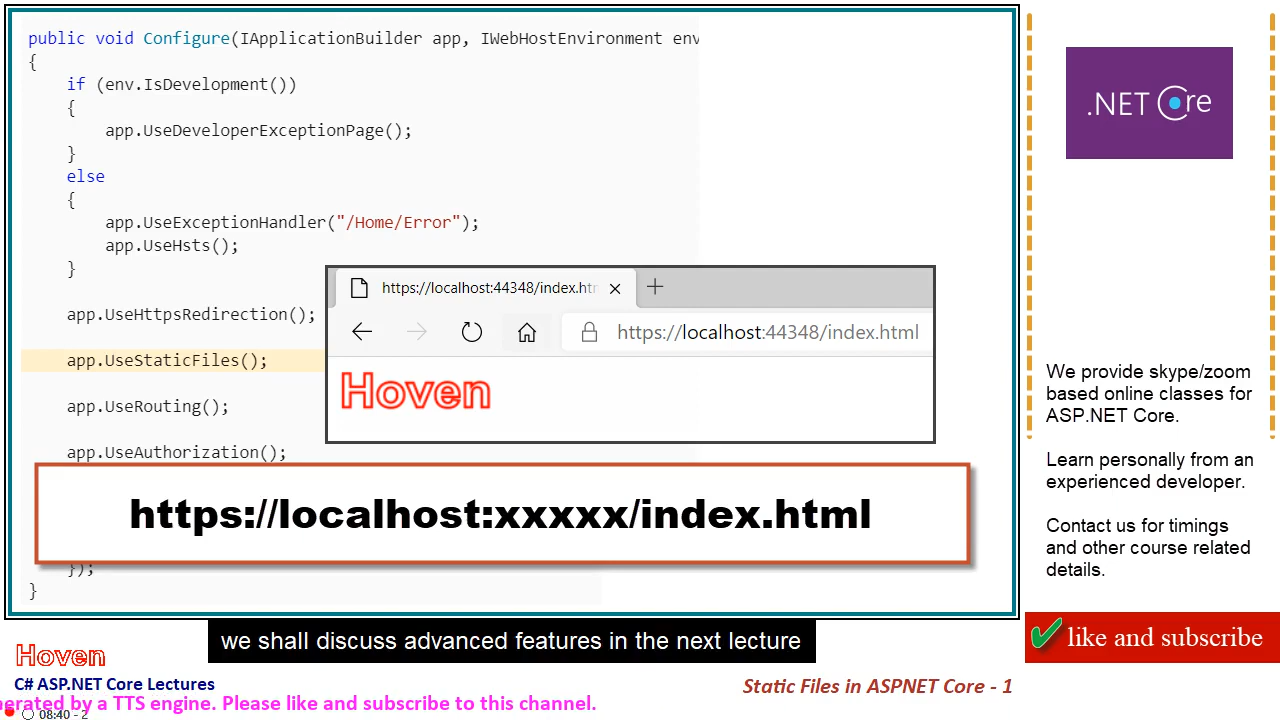 public void Configure(IApplicationBuilder app, IWebHostEnvironment env
{
if (env.IsDevelopment())
{
app.UseDeveloperExceptionPage();
}
else
{
app.UseExceptionHandler("/Home/Error");
app.UseHsts();
}
app.UseHttpsRedirection();
app.UseStaticFiles();
app.UseRouting();
app.UseAuthorization();
});
}
https://localhost:44348/index.htm
https://localhost:44348/index.html
Hoven
https://localhost:xxxxx/index.html
we shall discuss advanced features in the next lecture
.NET Core
We provide skype/zoom
based online classes for
ASP.NET Core.
Learn personally from an
experienced developer.
Contact us for timings
and other course related
details.
like and subscribe
Hoven
C# ASP.NET Core Lectures
Static Files in ASPNET Core - 1
nerated by a TTS engine. Please like and subscribe to this channel.
08:40 - 2